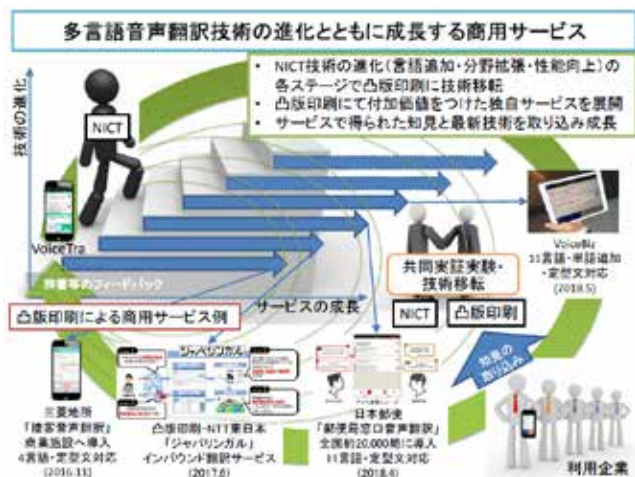 多言語音声翻訳技術の進化とともに成長する商用サービス
• NICT技術の進化(言語追加・分野拡張・性能向上)の
各ステージで凸版印刷に技術移転
• 凸版印刷にて付加価値をつけた独自サービスを展開
• サービスで得られた知見と最新技術を取り込み成長
技術の進化
NICT
VoiceTra
辞書等のフィードバック
サービスの成長
共同実証実験・
技術移転
NICT
凸版印刷
VoiceBiz
11言語・単語追加
・定型文対応
(2018.5)
凸版印刷による商用サービス例
知見の
取り込み
ジャパリンガル
三菱地所
「接客音声翻訳」
商業施設へ導入
4言語・定型文対応
(2016.11)
凸版印刷-NTT東日本
「ジャパリンガル」
インバウンド翻訳サービス
(2017.6)
日本郵便
「郵便局窓口音声翻訳」
全国約20,000局に導入
11言語・定型文対応
(2018.4)
利用企業